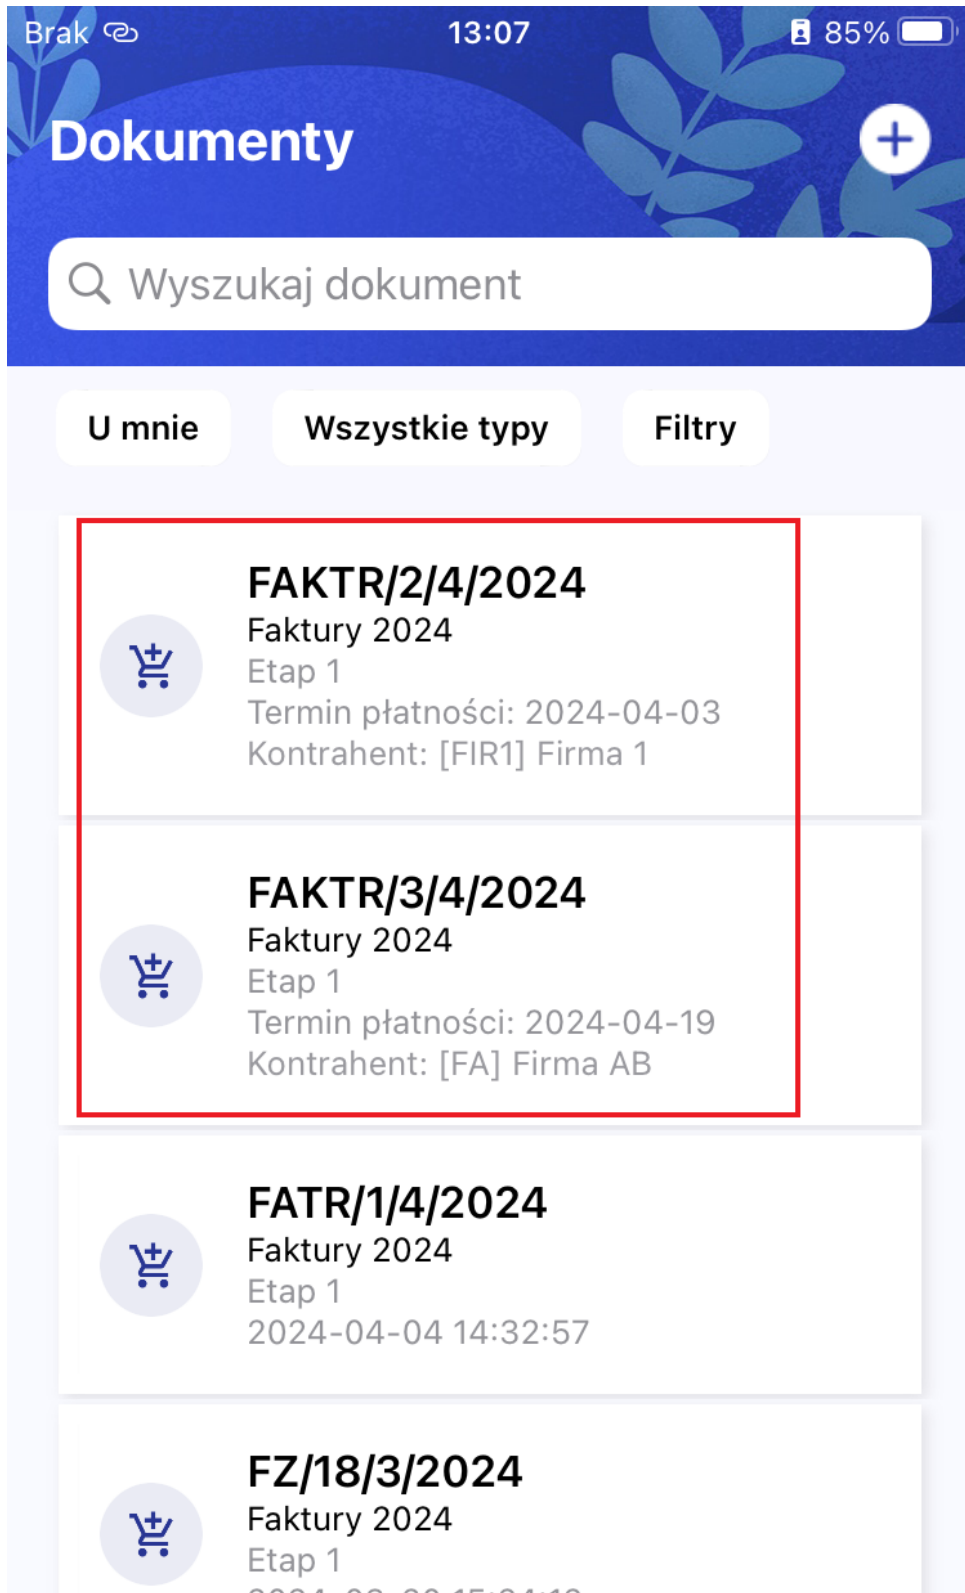 Brak 13:07 85%
Dokumenty
Wyszukaj dokument
U mnie Wszystkie typy Filtry
FAKTR/2/4/2024
Faktury 2024
Etap 1
Termin płatności: 2024-04-03
Kontrahent: [FIR1] Firma 1
FAKTR/3/4/2024
Faktury 2024
Etap 1
Termin płatności: 2024-04-19
Kontrahent: [FA] Firma AB
FATR/1/4/2024
Faktury 2024
Etap 1
2024-04-04 14:32:57
FZ/18/3/2024
Faktury 2024
Etap 1